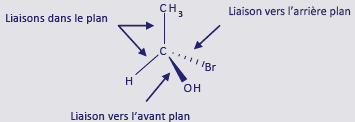 CH3
Liaisons dans le plan
Liaison vers l'arrière plan
C
Br
H
OH
Liaison vers l'avant plan